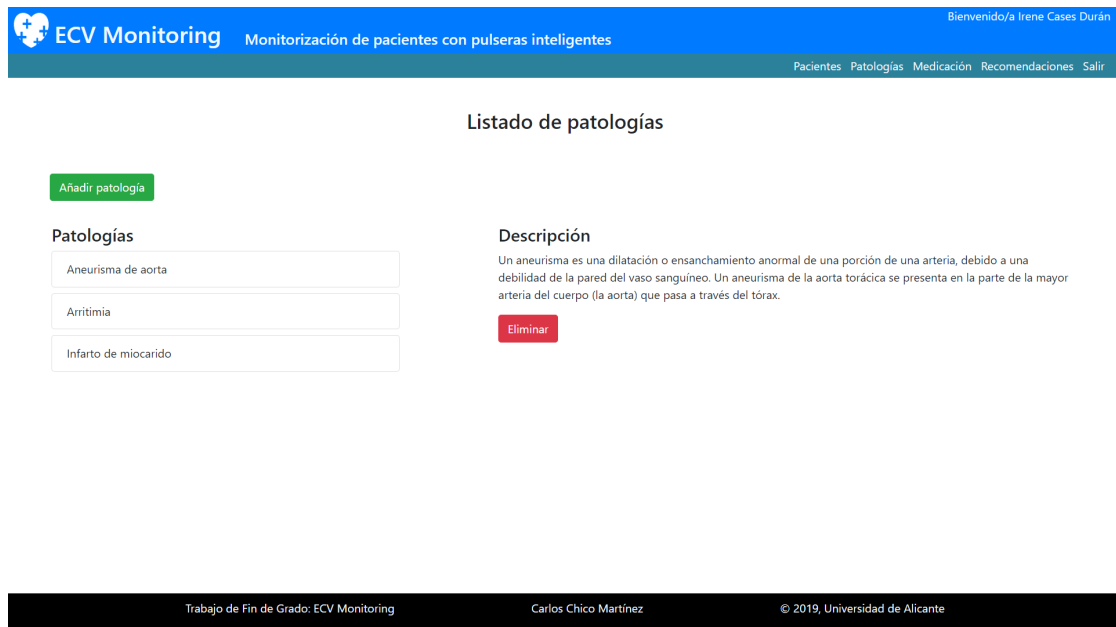 Bienvenido/a Irene Cases Durán
ECV Monitoring Monitorización de pacientes con pulseras inteligentes
Pacientes Patologías Medicación Recomendaciones Salir
Listado de patologías
Añadir patología
Patologías
Aneurisma de aorta
Arritimia
Infarto de miocarido
Descripción
Un aneurisma es una dilatación o ensanchamiento anormal de una porción de una arteria, debido a una
debilidad de la pared del vaso sanguíneo. Un aneurisma de la aorta torácica se presenta en la parte de la mayor
arteria del cuerpo (la aorta) que pasa a través del tórax.
Eliminar
Trabajo de Fin de Grado: ECV Monitoring Carlos Chico Martínez © 2019, Universidad de Alicante